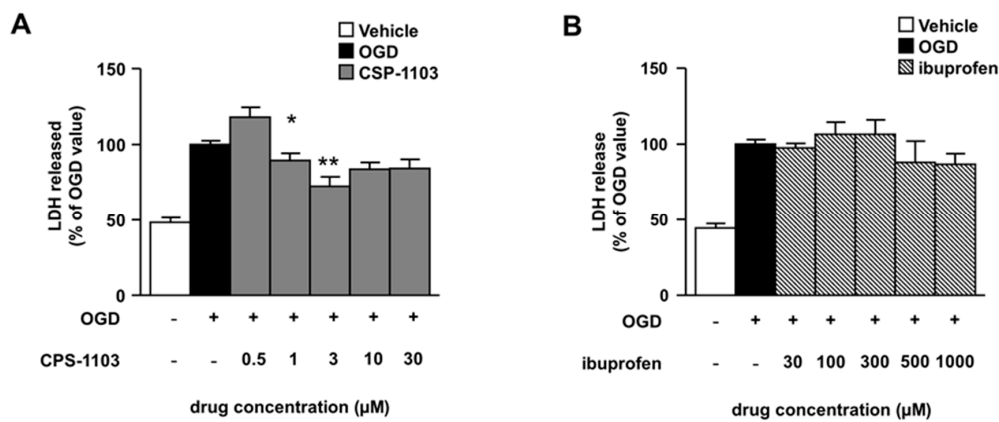 A
Vehicle
OGD
CSP-1103
LDH released
(% of OGD value)
150
100
50
0
*
**
OGD - + + + + + +
CPS-1103 - - 0.5 1 3 10 30
drug concentration (µM)
B
Vehicle
OGD
ibuprofen
LDH release
(% of OGD value)
150
100
50
0
OGD - + + + + + +
ibuprofen - - 30 100 300 500 1000
drug concentration (µM)